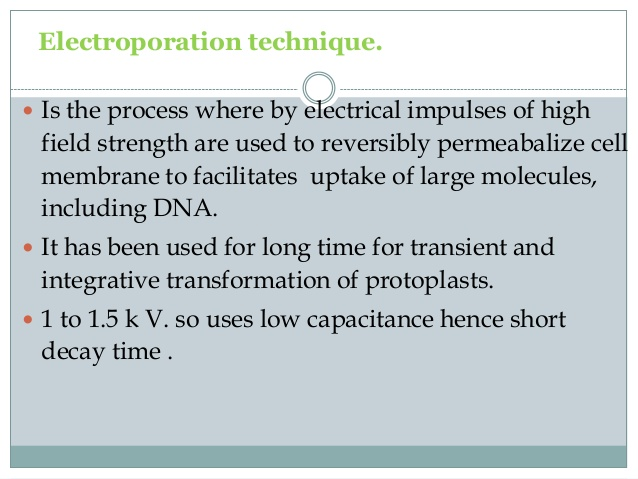 Electroporation technique.
• Is the process where by electrical impulses of high
field strength are used to reversibly permeabalize cell
membrane to facilitates uptake of large molecules,
including DNA.
• It has been used for long time for transient and
integrative transformation of protoplasts.
• 1 to 1.5 k V. so uses low capacitance hence short
decay time .